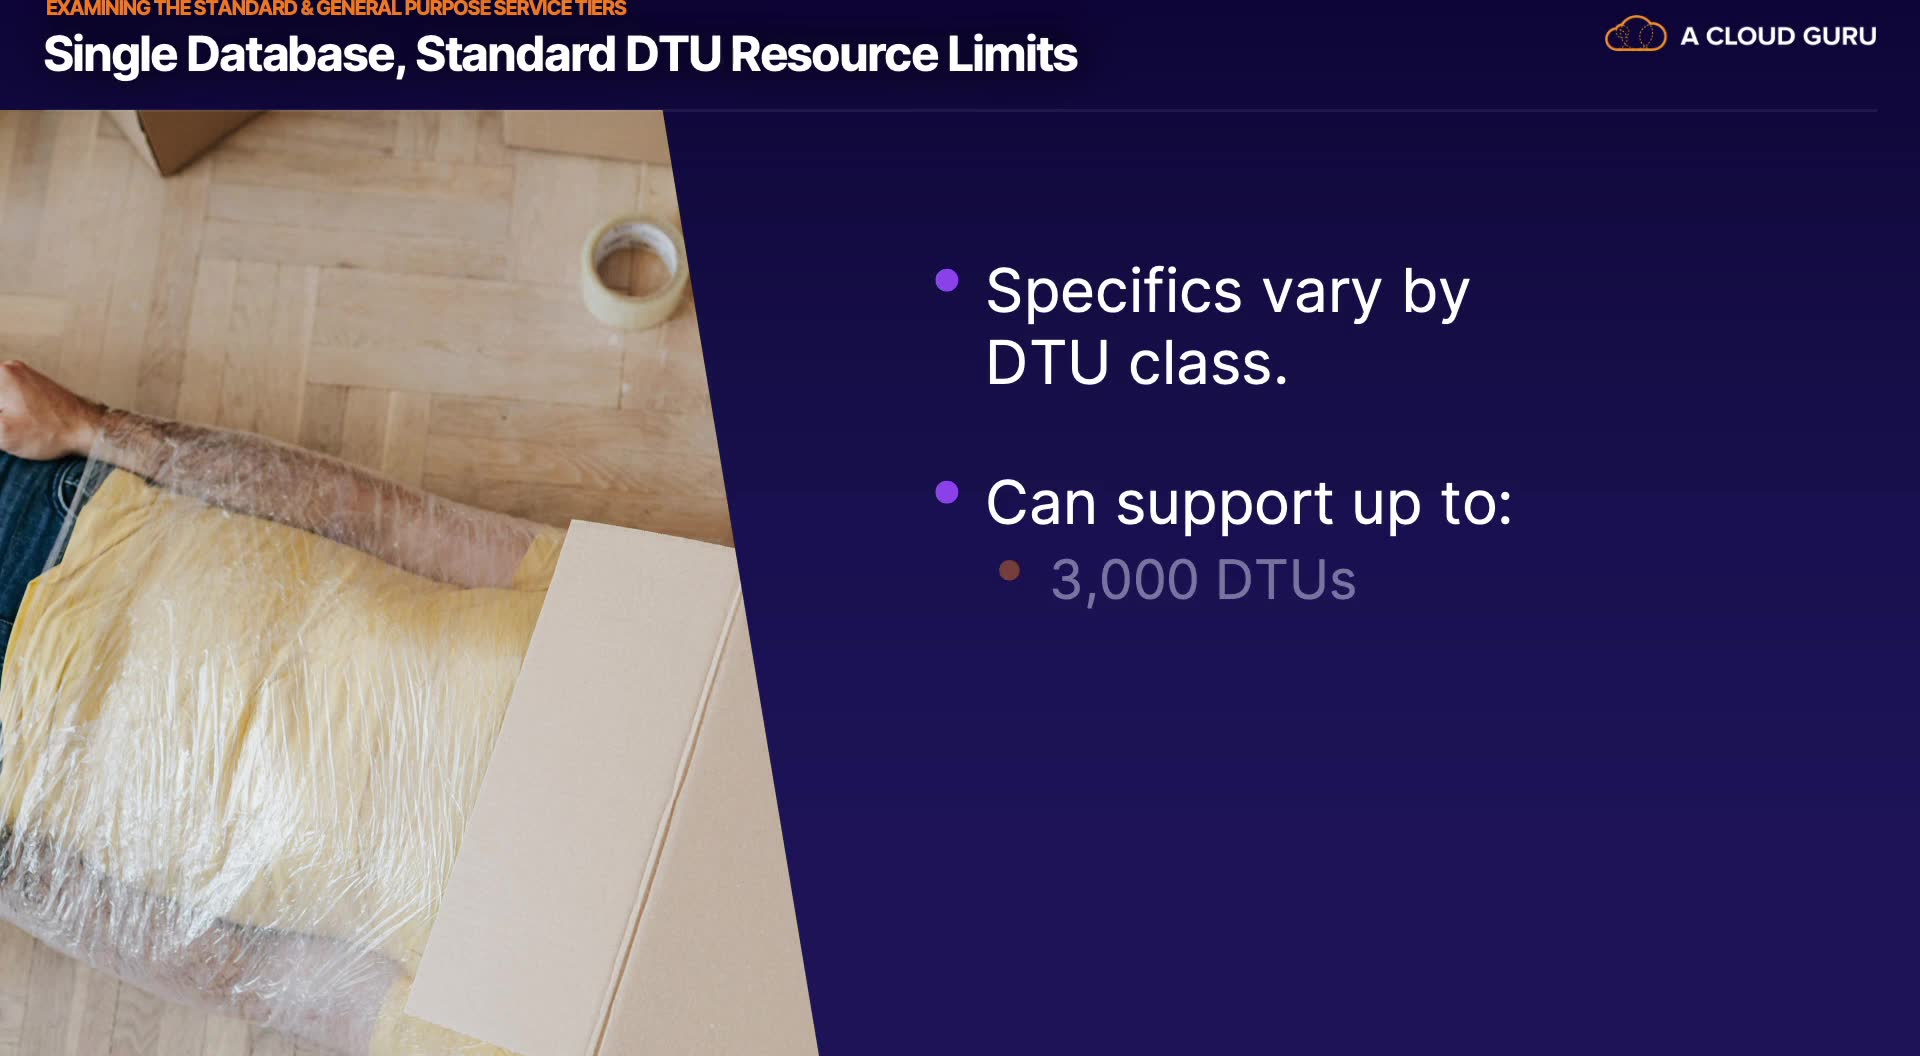 EXAMINING THE STANDARD & GENERAL PURPOSE SERVICE TIERS
Single Database, Standard DTU Resource Limits
A CLOUD GURU
Specifics vary by
DTU class.
Can support up to:
3,000 DTUs